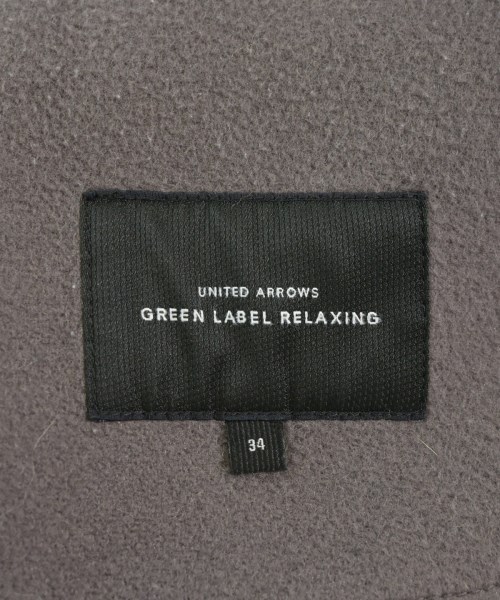 UNITED ARROWS
GREEN LABEL RELAXING
34